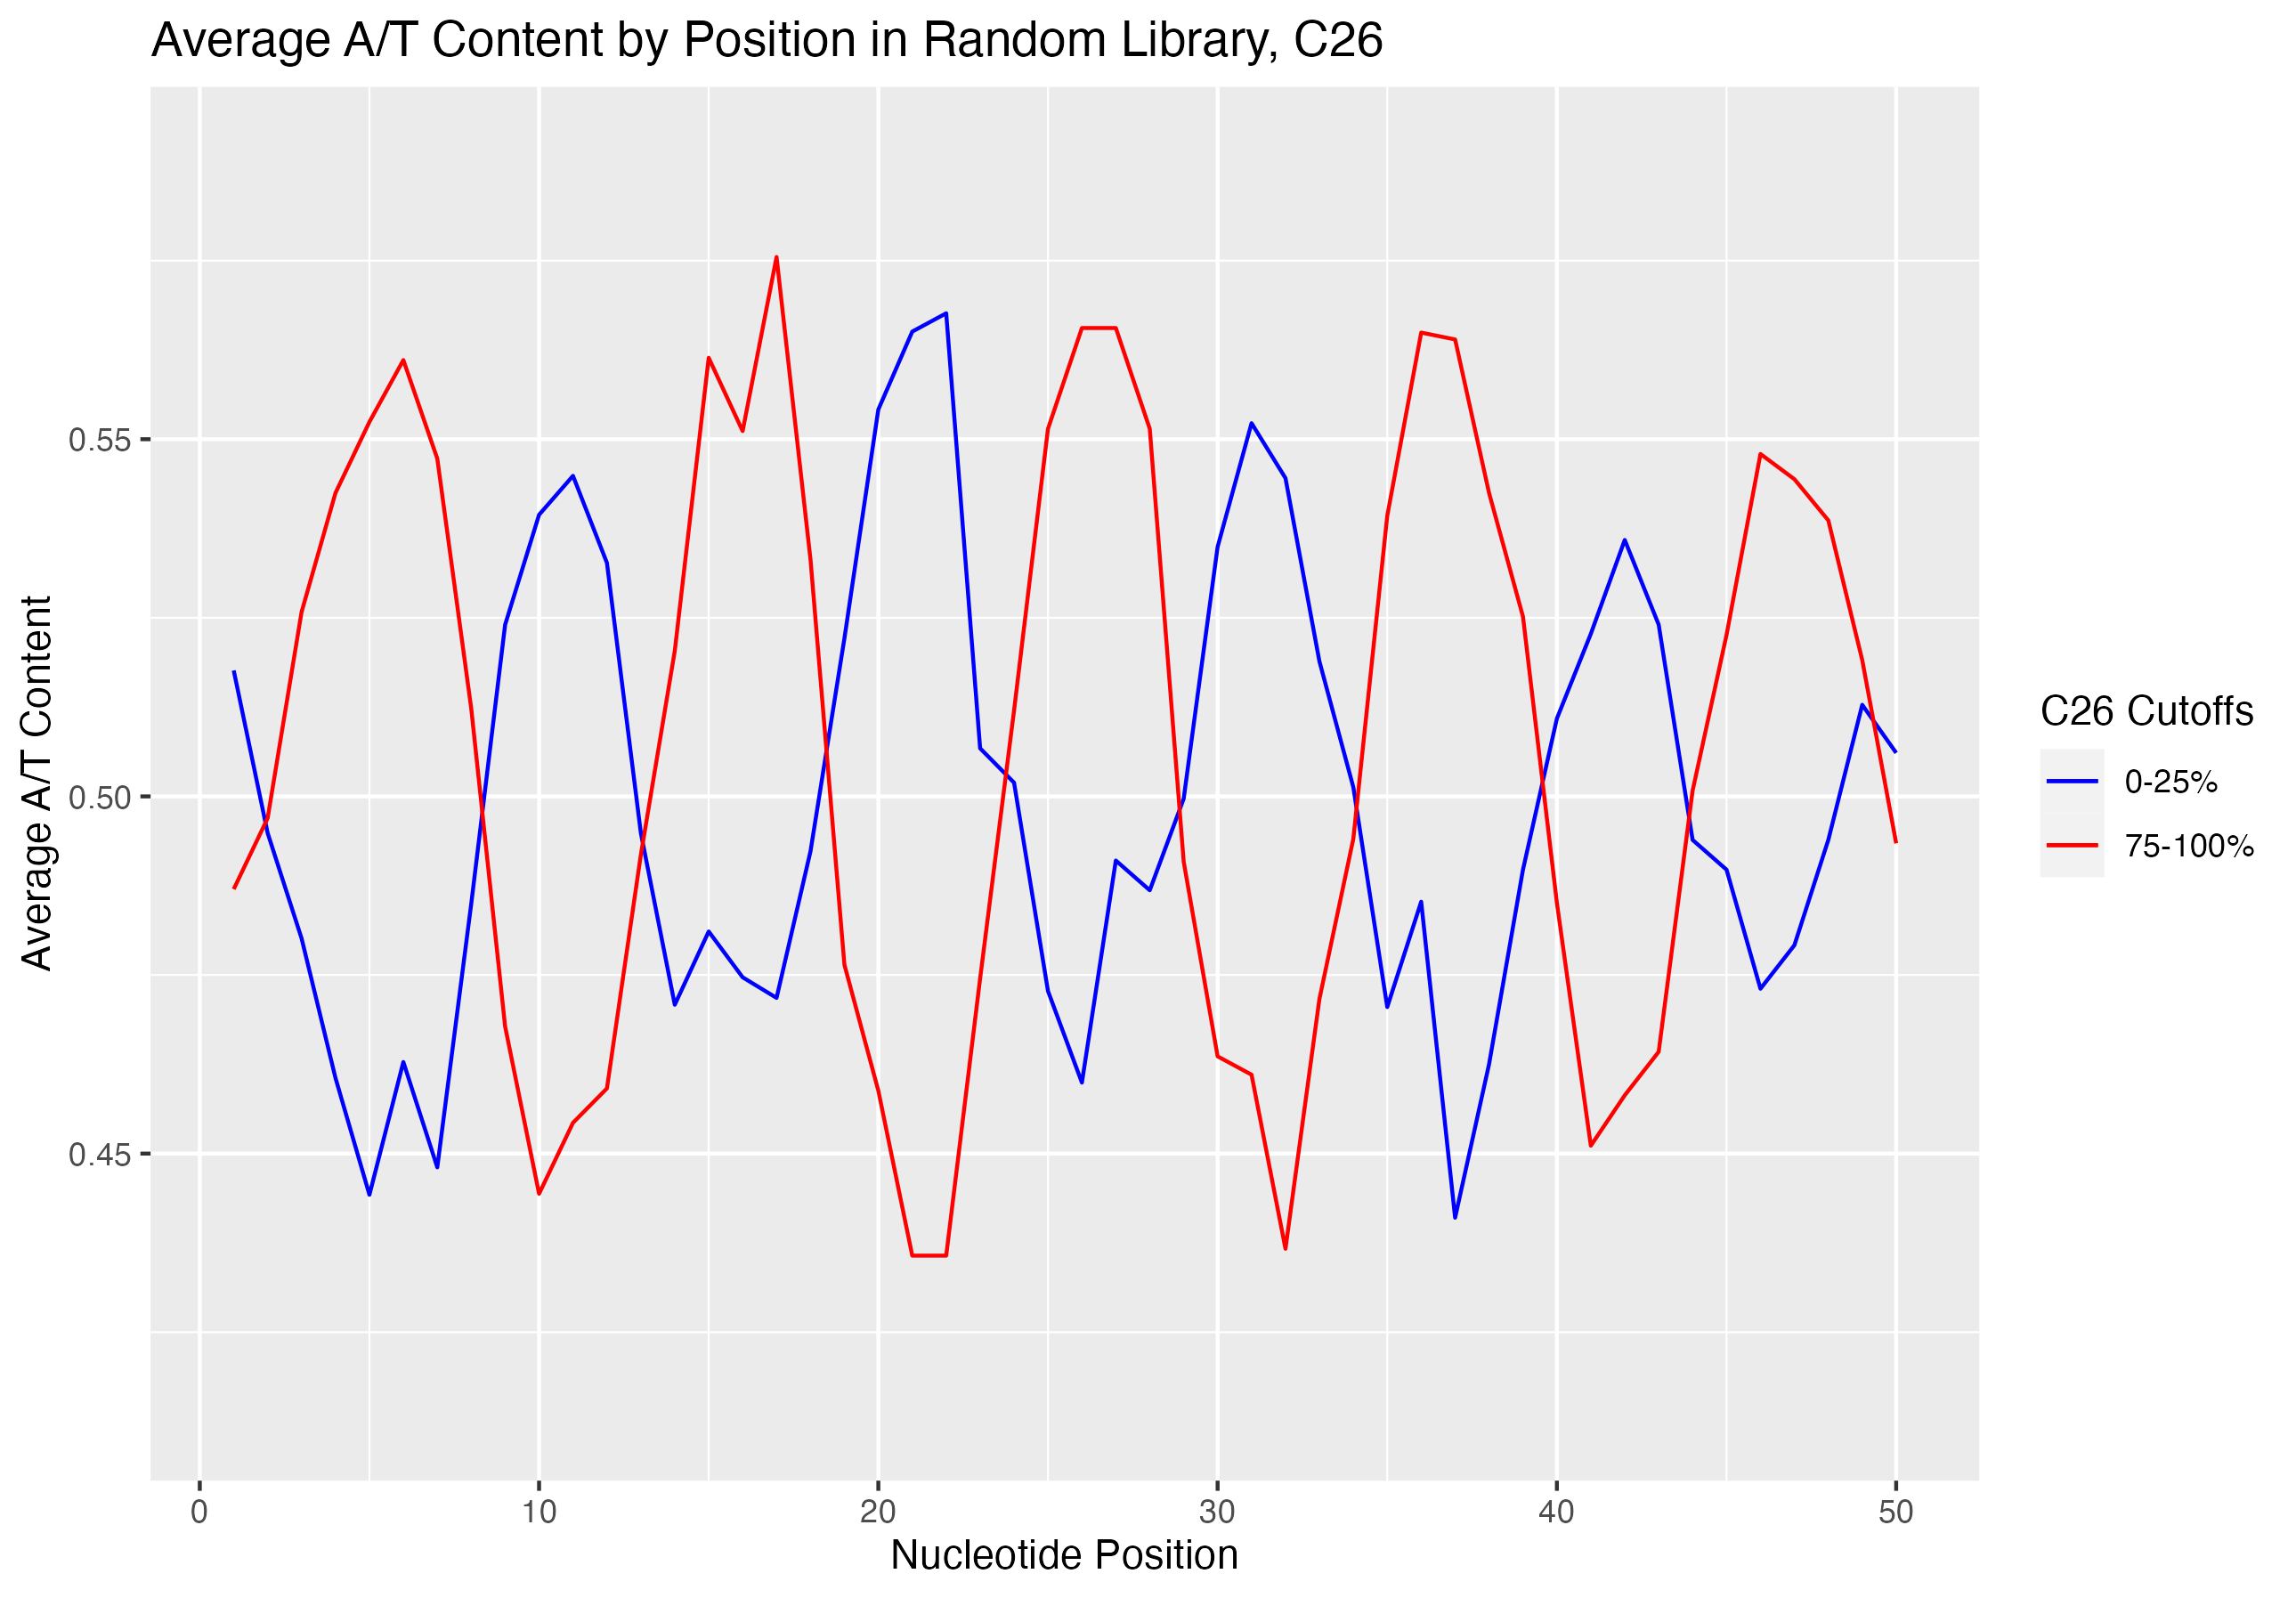 Average A/T Content by Position in Random Library, C26
Average A/T Content
0.55
0.50
0.45
0
10
20
30
40
50
Nucleotide Position
C26 Cutoffs
0-25%
75-100%